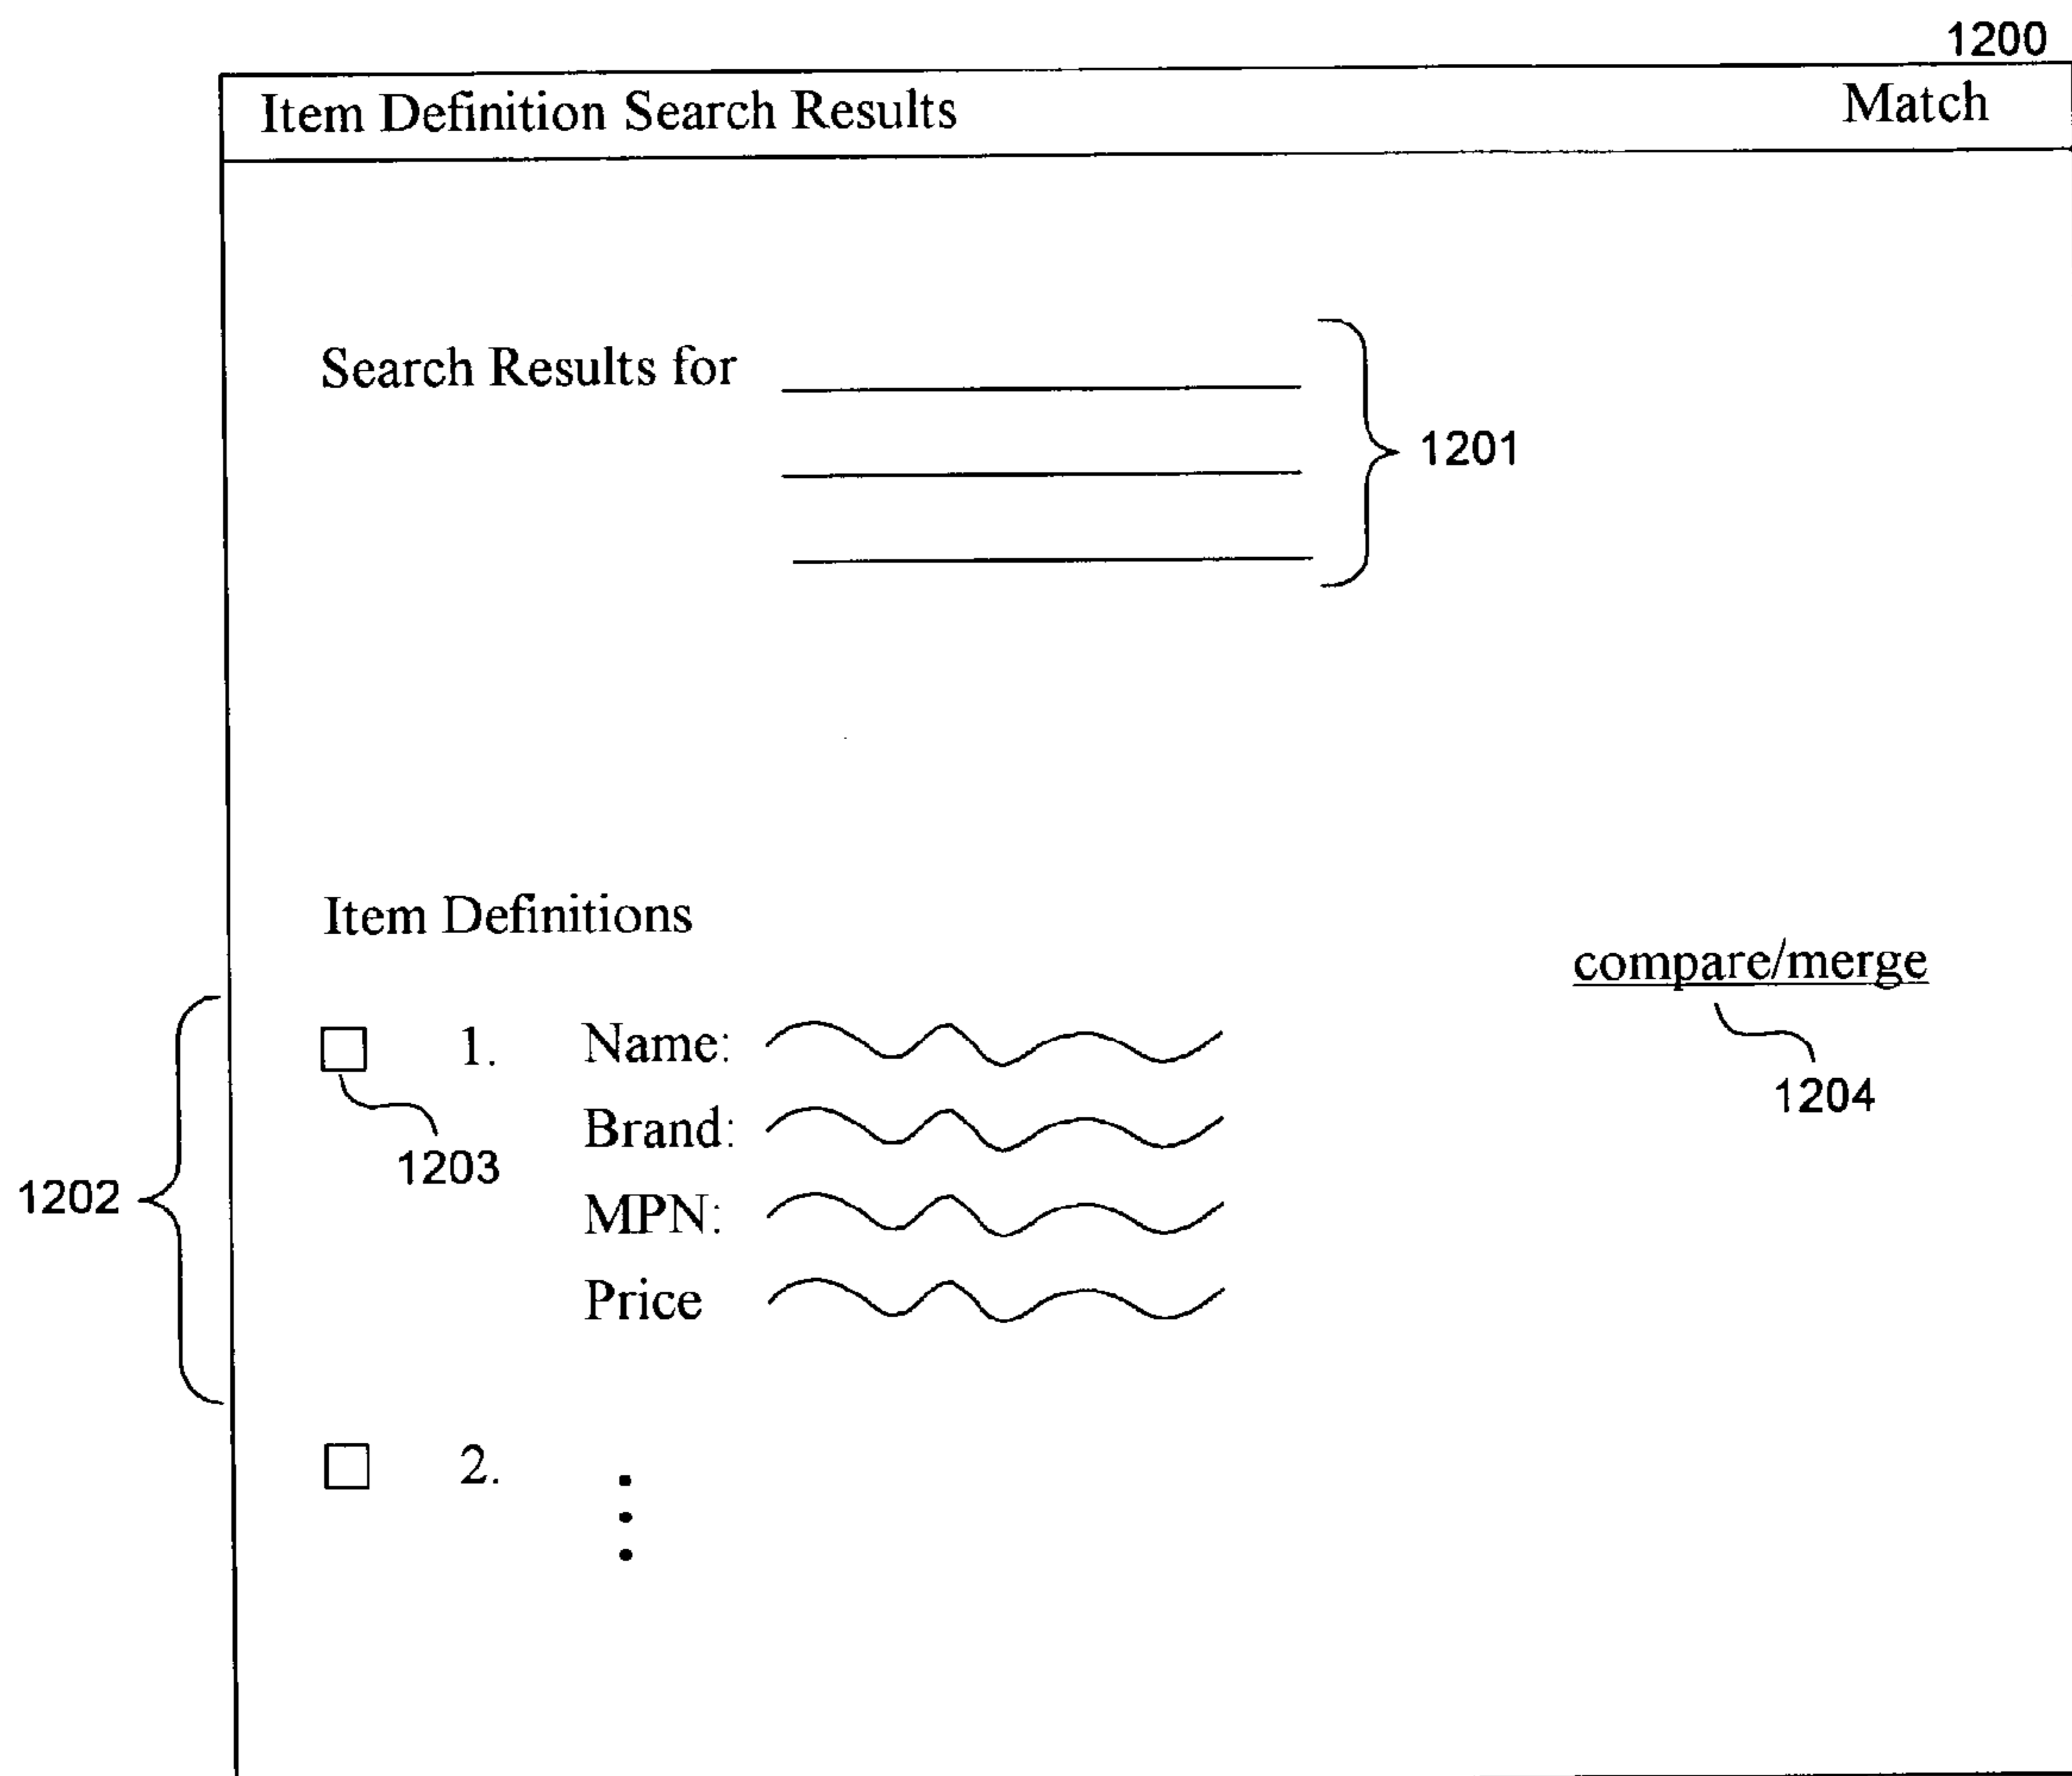 1200
Item Definition Search Results Match
Search Results for
1201
Item Definitions
compare/merge
1. Name:
1204
Brand:
1203
1202
MPN:
Price
2.